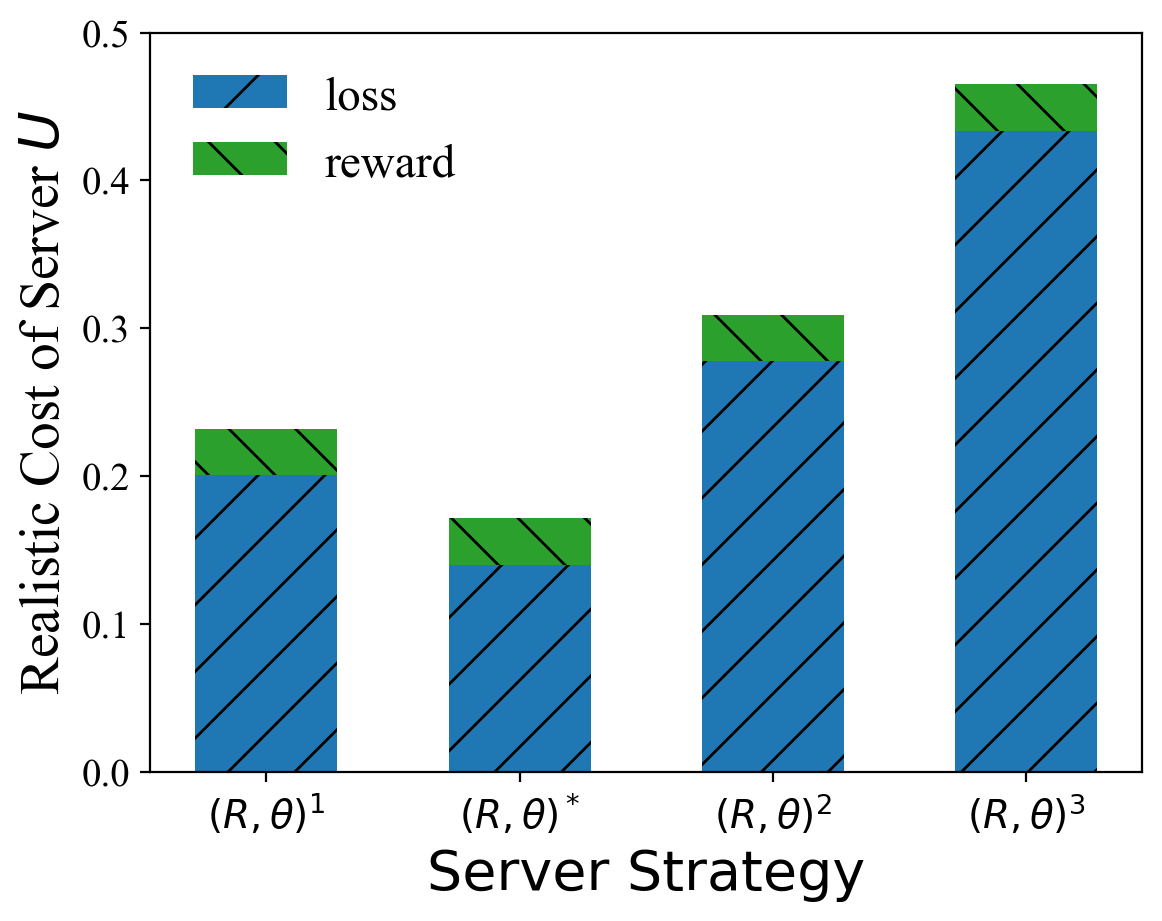 0.5
0.4
0.3
0.2
0.1
0.0
Realistic Cost of Server U
loss
reward
(R, θ)¹
(R, θ)*
(R, θ)²
(R, θ)³
Server Strategy